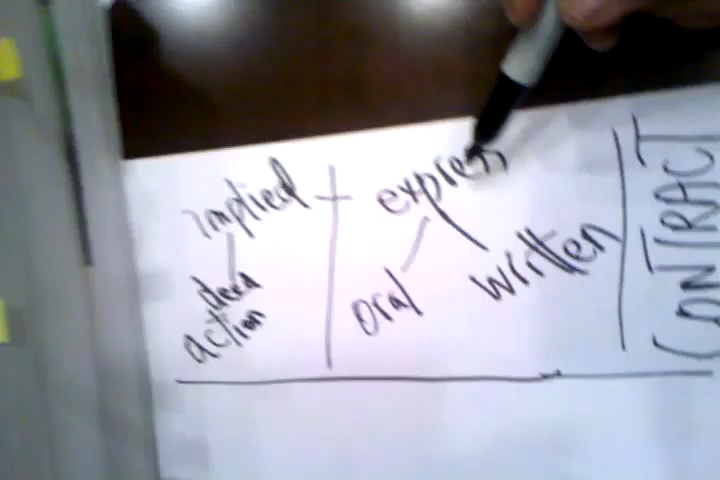 CONTRACT
implied + express
oral written
deed
action